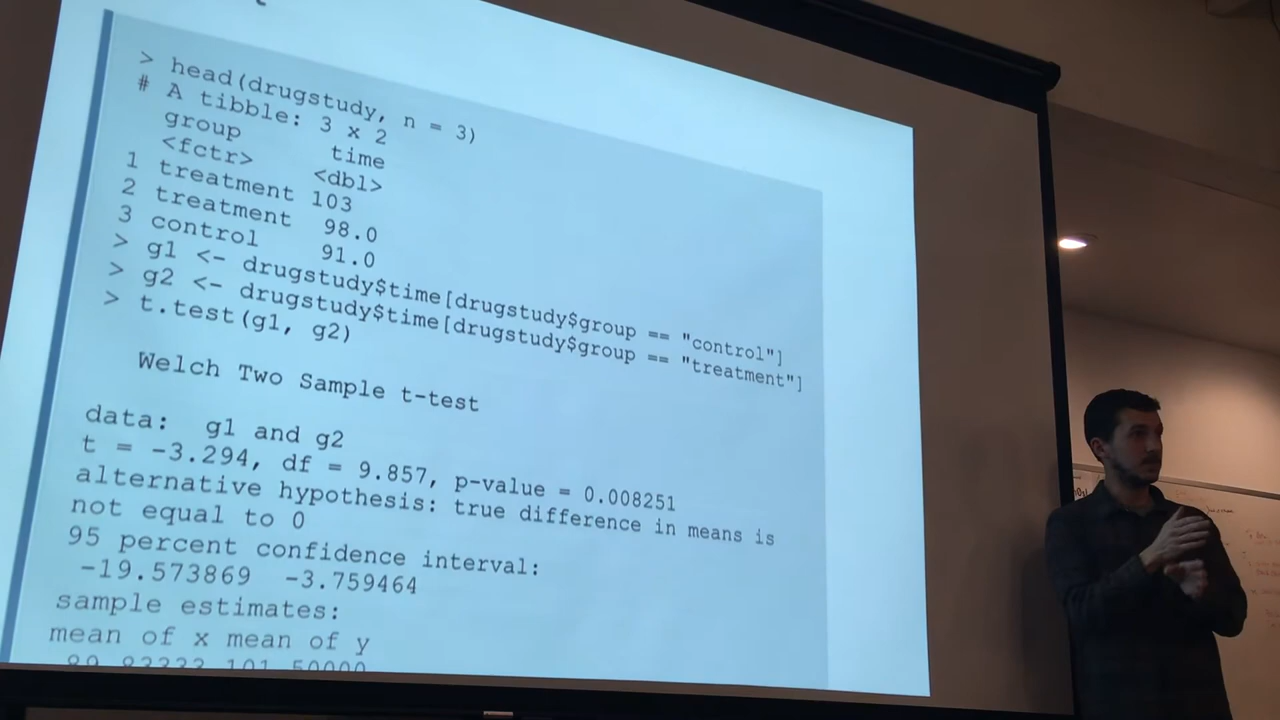 > head(drugstudy, n = 3)
# A tibble: 3 x 2
group time
<fctr> <dbl>
1 treatment 103
2 treatment 98.0
3 control 91.0
> g1 <- drugstudy$time[drugstudy$group == "control"]
> g2 <- drugstudy$time[drugstudy$group == "treatment"]
> t.test(g1, g2)
Welch Two Sample t-test
data: g1 and g2
t = -3.294, df = 9.857, p-value = 0.008251
alternative hypothesis: true difference in means is
not equal to 0
95 percent confidence interval:
-19.573869 -3.759464
sample estimates:
mean of x mean of y
89.83333 101.50000